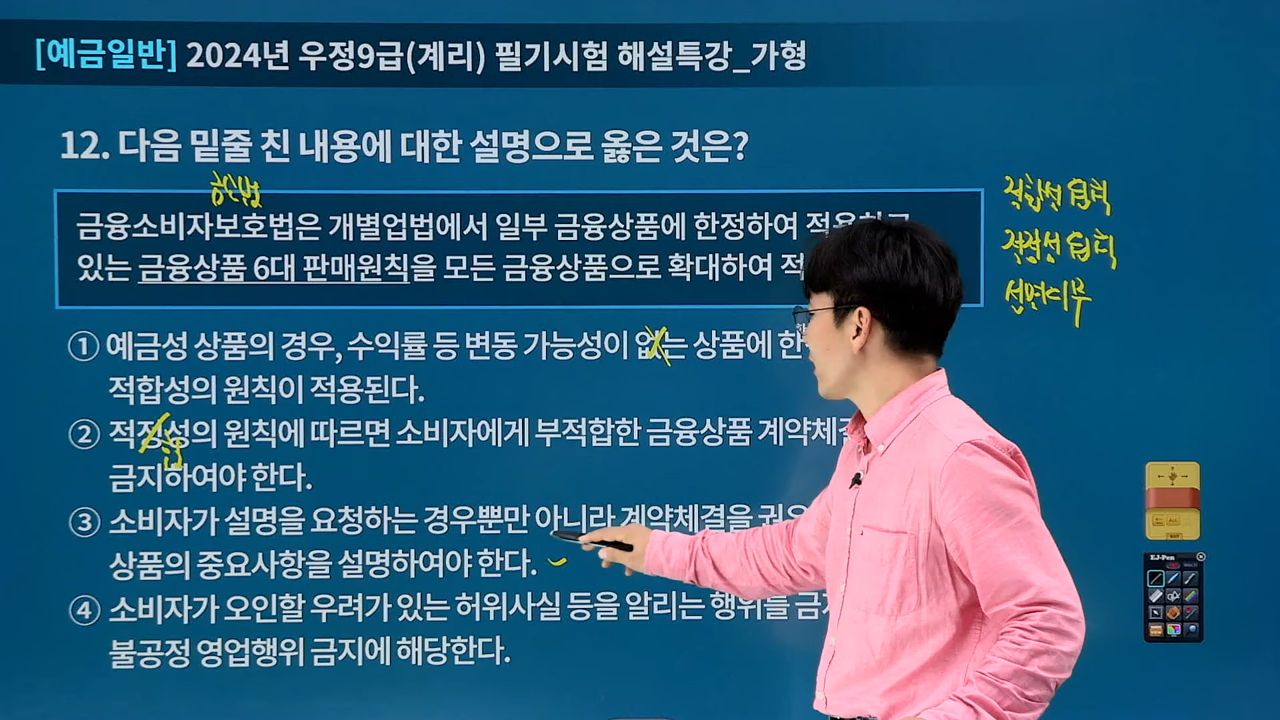 [예금일반] 2024년 우정9급(계리) 필기시험 해설특강_가형
12. 다음 밑줄 친 내용에 대한 설명으로 옳은 것은?
금융소비자보호법은 개별업법에서 일부 금융상품에 한정하여 적용하고
있는 금융상품 6대 판매원칙을 모든 금융상품으로 확대하여 적
① 예금성 상품의 경우, 수익률 등 변동 가능성이 없는 상품에 한
적합성의 원칙이 적용된다.
② 적정성의 원칙에 따르면 소비자에게 부적합한 금융상품 계약체결
금지하여야 한다.
③ 소비자가 설명을 요청하는 경우뿐만 아니라 계약체결을 권유
상품의 중요사항을 설명하여야 한다.
④ 소비자가 오인할 우려가 있는 허위사실 등을 알리는 행위를 금지
불공정 영업행위 금지에 해당한다.
적합성 원칙
적정성 원칙
설명의무
합
EJ-Pen